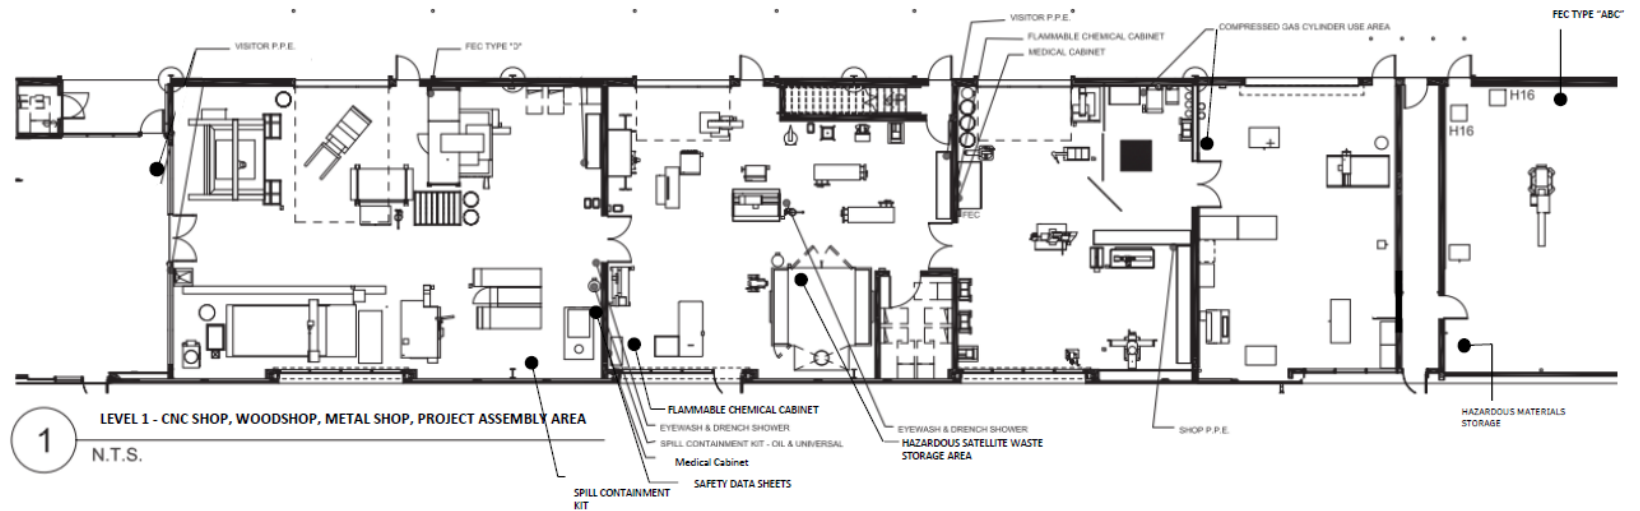 FEC TYPE "ABC"
VISITOR P.P.E.
FLAMMABLE CHEMICAL CABINET
MEDICAL CABINET
COMPRESSED GAS CYLINDER USE AREA
VISITOR P.P.E.
FEC TYPE "D"
UP
H16
H16
FEC
1
LEVEL 1 - CNC SHOP, WOODSHOP, METAL SHOP, PROJECT ASSEMBLY AREA
N.T.S.
FLAMMABLE CHEMICAL CABINET
EYEWASH & DRENCH SHOWER
SPILL CONTAINMENT KIT - OIL & UNIVERSAL
Medical Cabinet
SAFETY DATA SHEETS
SPILL CONTAINMENT
KIT
EYEWASH & DRENCH SHOWER
HAZARDOUS SATELLITE WASTE
STORAGE AREA
SHOP P.P.E.
HAZARDOUS MATERIALS
STORAGE